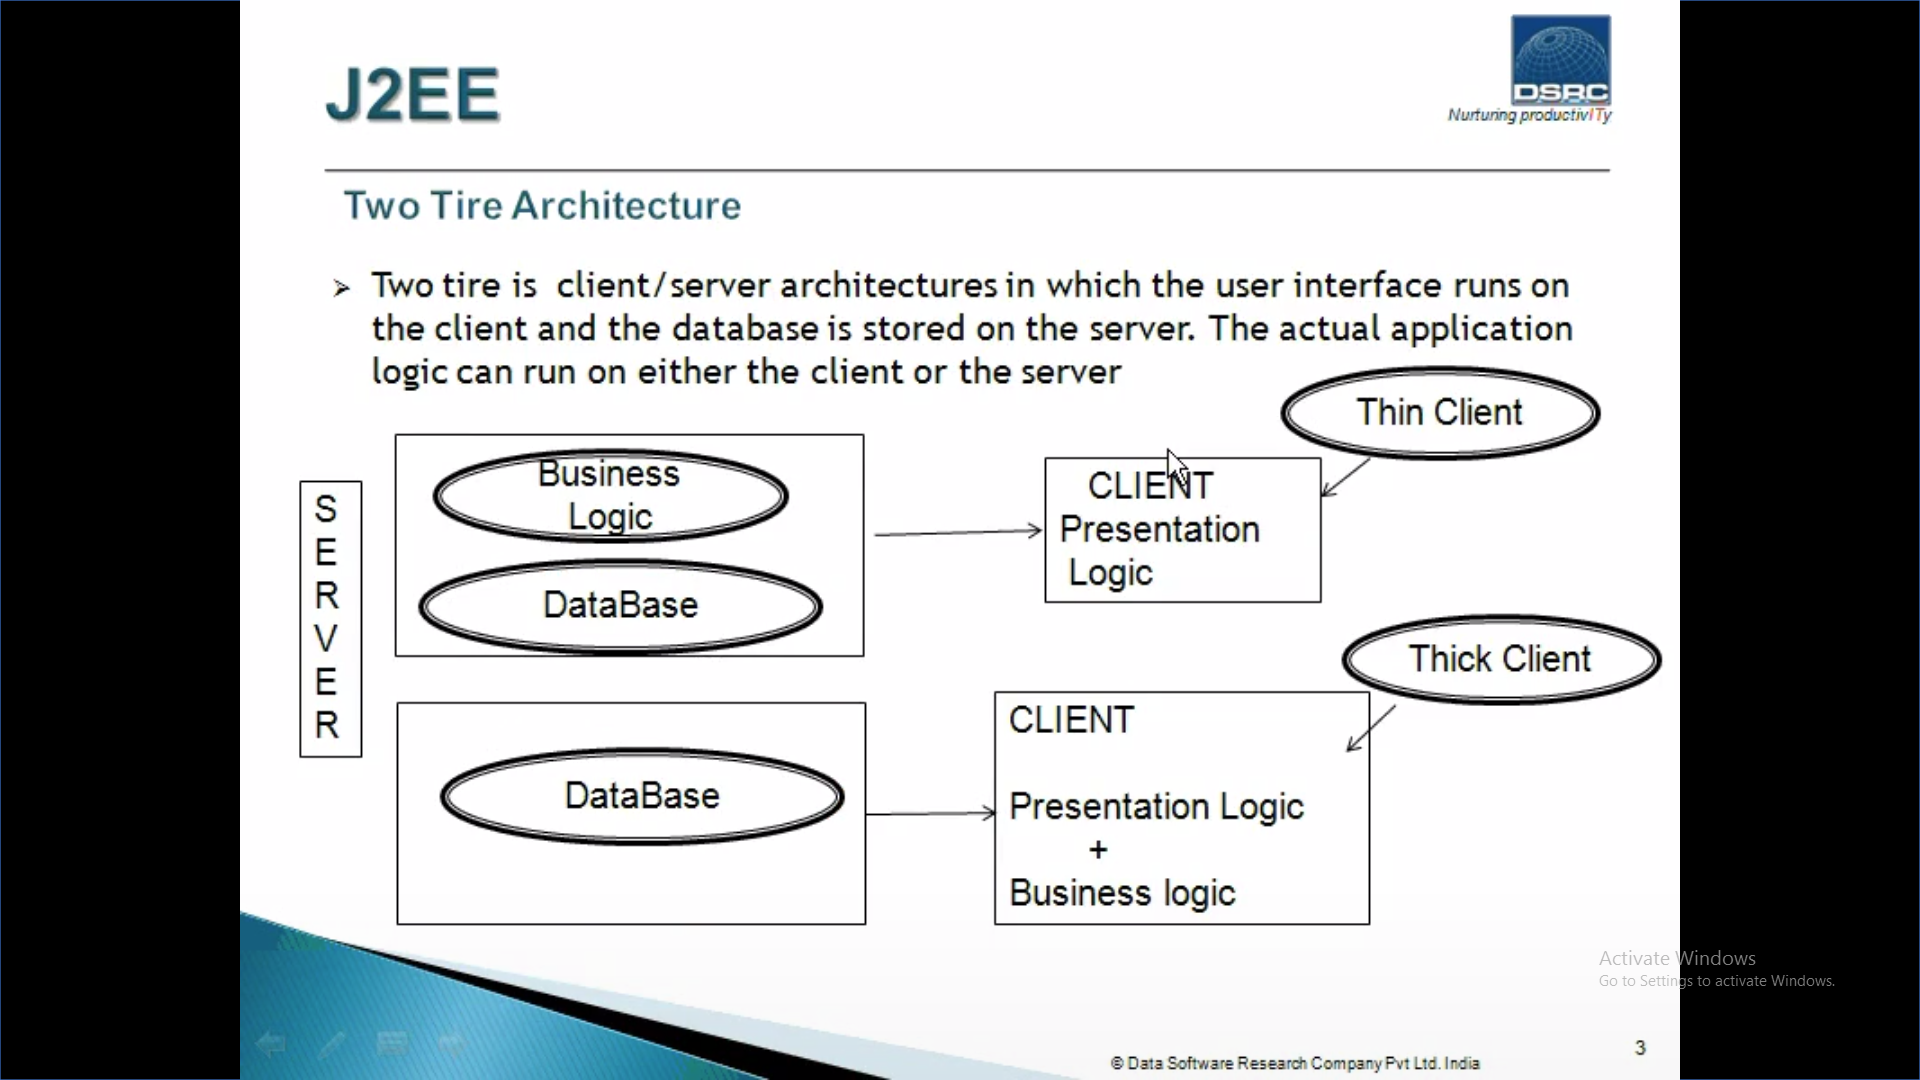 J2EE
DSRC
Nurturing productivITy
Two Tire Architecture
➢ Two tire is client/server architectures in which the user interface runs on
the client and the database is stored on the server. The actual application
logic can run on either the client or the server
Thin Client
S
E
R
V
E
R
Business
Logic
DataBase
CLIENT
Presentation
Logic
Thick Client
DataBase
CLIENT
Presentation Logic
+
Business logic
Activate Windows
Go to Settings to activate Windows.
3
© Data Software Research Company Pvt Ltd. India